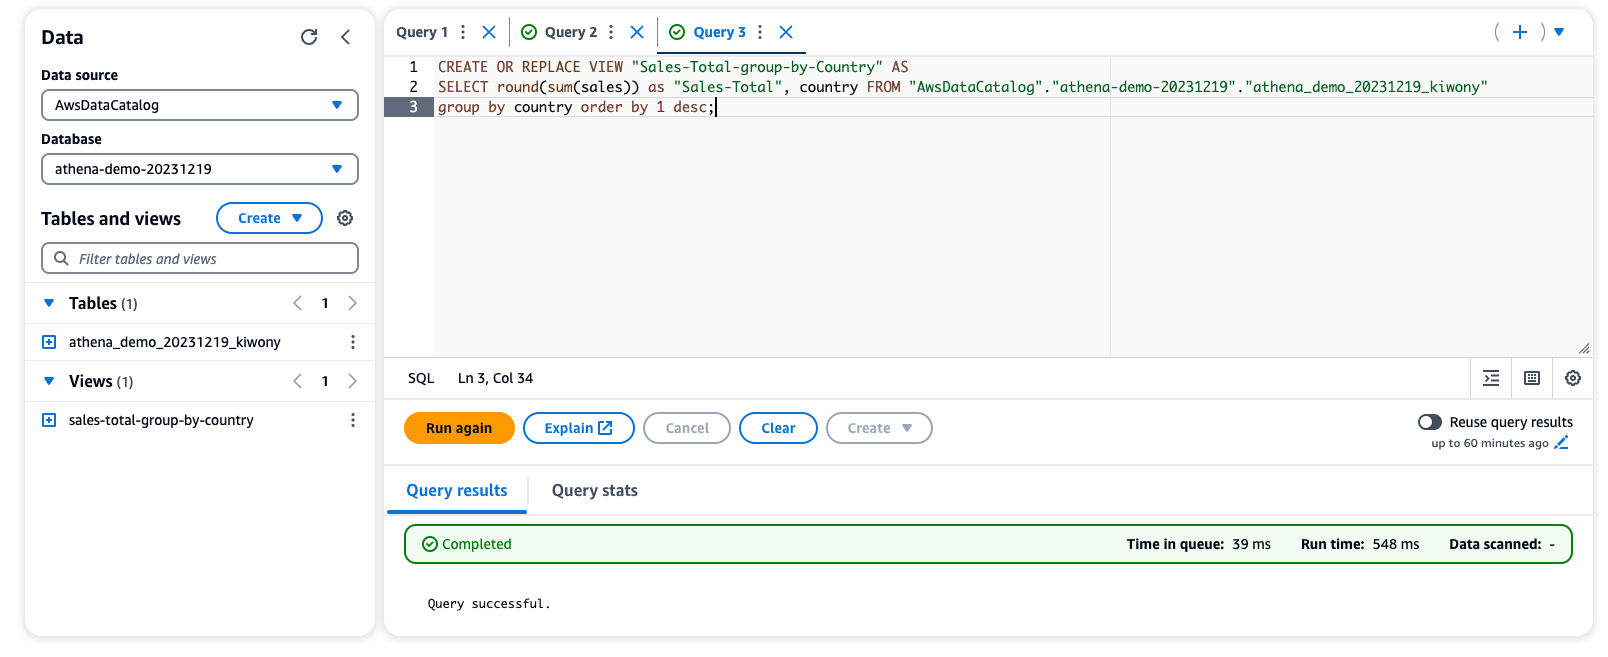 Data
Data source
AwsDataCatalog
Database
athena-demo-20231219
Tables and views
Create
Filter tables and views
Tables (1)
1
athena_demo_20231219_kiwony
Views (1)
1
sales-total-group-by-country
Query 1
Query 2
Query 3
1 CREATE OR REPLACE VIEW "Sales-Total-group-by-Country" AS
2 SELECT round(sum(sales)) as "Sales-Total", country FROM "AwsDataCatalog"."athena-demo-20231219"."athena_demo_20231219_kiwony"
3 group by country order by 1 desc;
SQL Ln 3, Col 34
Run again
Explain
Cancel
Clear
Create
Reuse query results
up to 60 minutes ago
Query results
Query stats
Completed
Time in queue: 39 ms Run time: 548 ms Data scanned: -
Query successful.